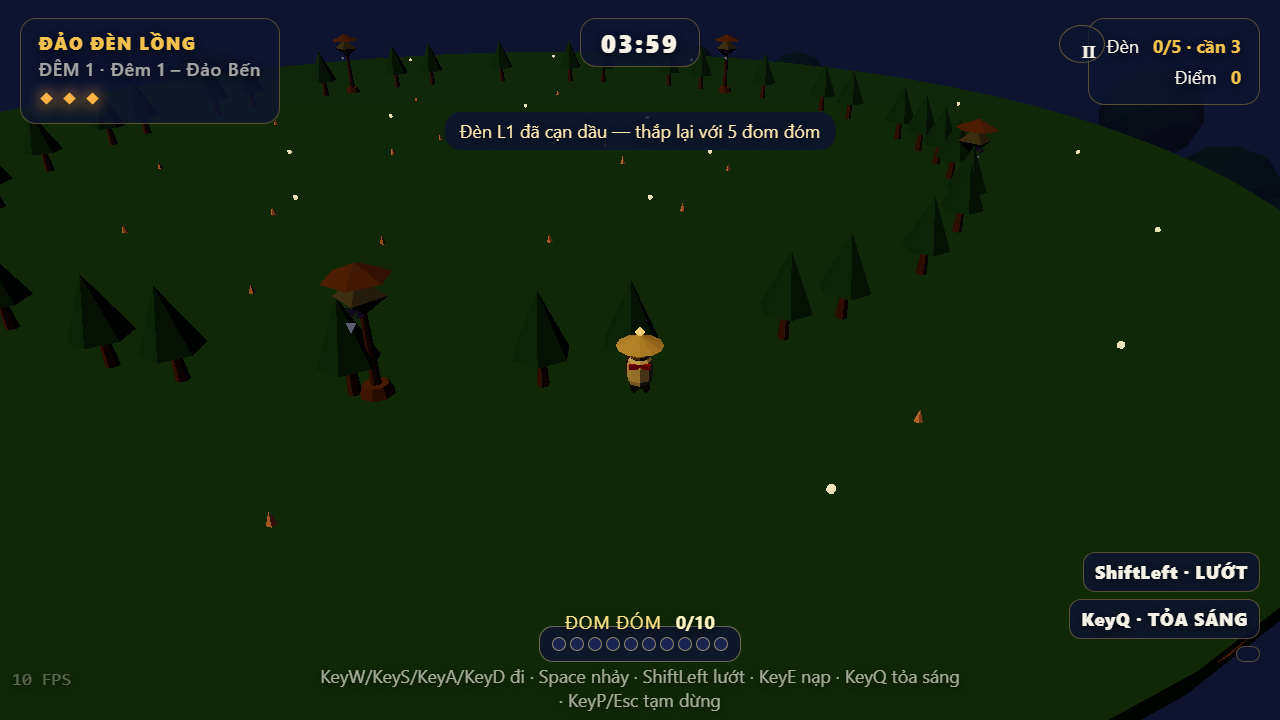 ĐẢO ĐÈN LỒNG
ĐÊM 1 · Đêm 1 – Đảo Bến
03:59
II
Đèn 0/5 · cần 3
Điểm 0
Đèn L1 đã cạn dầu — thắp lại với 5 đom đóm
ShiftLeft · LƯỚT
KeyQ · TỎA SÁNG
ĐOM ĐÓM 0/10
KeyW/KeyS/KeyA/KeyD đi · Space nhảy · ShiftLeft lướt · KeyE nạp · KeyQ tỏa sáng
· KeyP/Esc tạm dừng
10 FPS